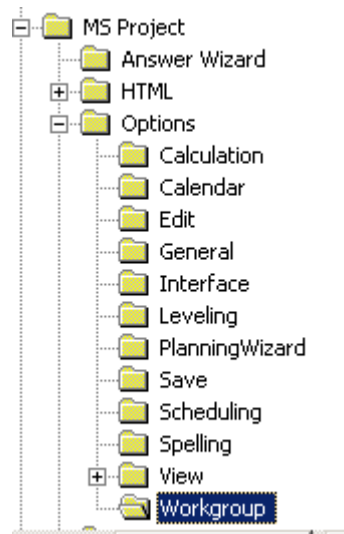 MS Project
Answer Wizard
HTML
Options
Calculation
Calendar
Edit
General
Interface
Leveling
PlanningWizard
Save
Scheduling
Spelling
View
Workgroup